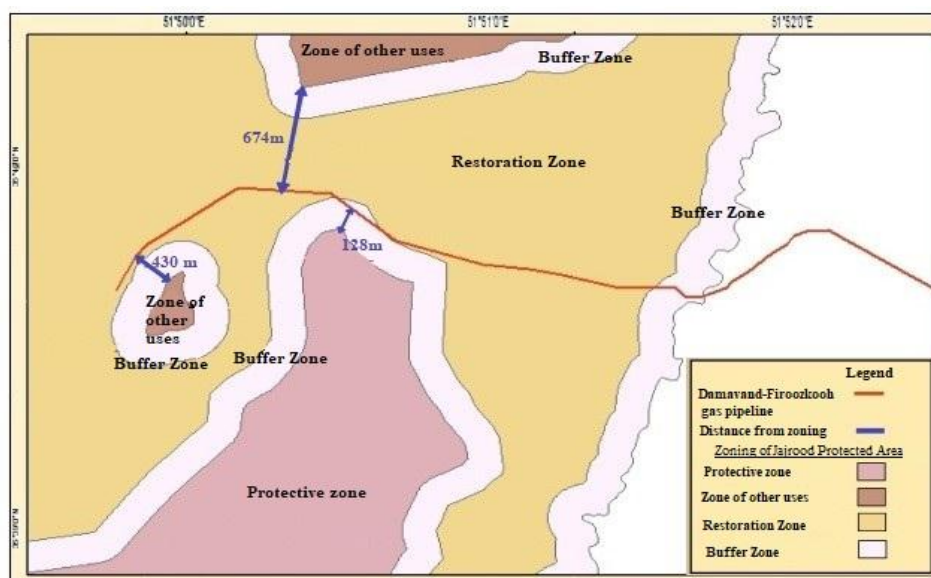 51°50'0"
51°51'0"
51°52'0"
Zone of other uses
Buffer Zone
674m
Restoration Zone
Buffer Zone
128m
430 m
Zone of
other
uses
Buffer Zone
Buffer Zone
Protective zone
Legend
Damavand-Firoozkooh
gas pipeline
Distance from zoning
Zoning of Jajrood Protected Area
Protective zone
Zone of other uses
Restoration Zone
Buffer Zone